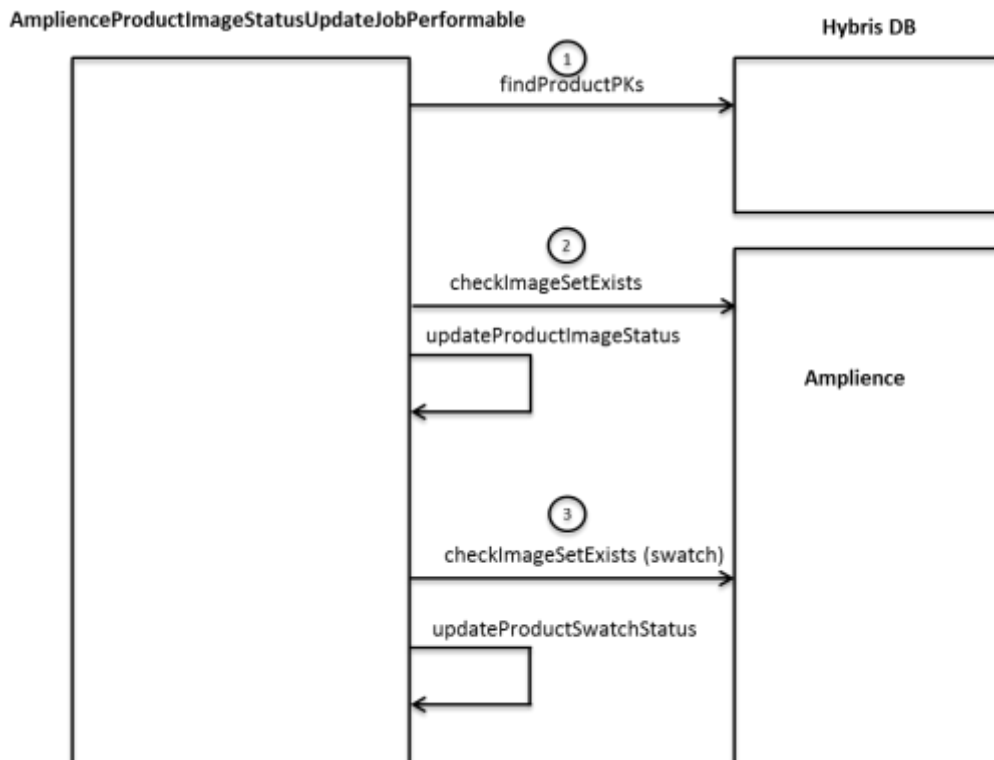 AmplienceProductImageStatusUpdateJobPerformable
Hybris DB
1
findProductPKs
2
checkImageSetExists
updateProductImageStatus
Amplience
3
checkImageSetExists (swatch)
updateProductSwatchStatus